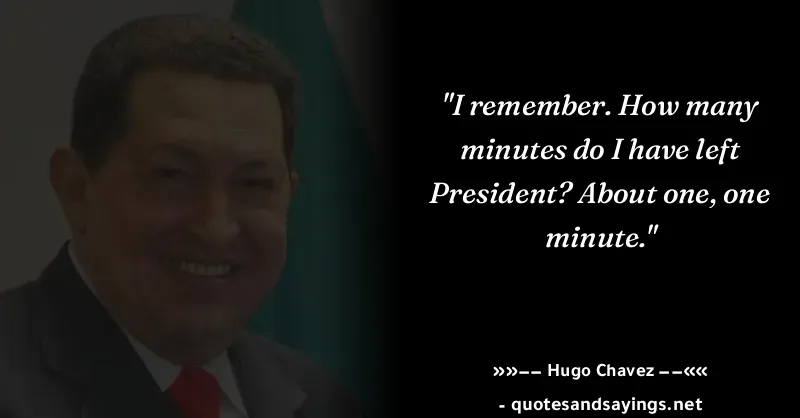 "I remember. How many
minutes do I have left
President? About one, one
minute."
»»—— Hugo Chavez ——««
- quotesandsayings.net